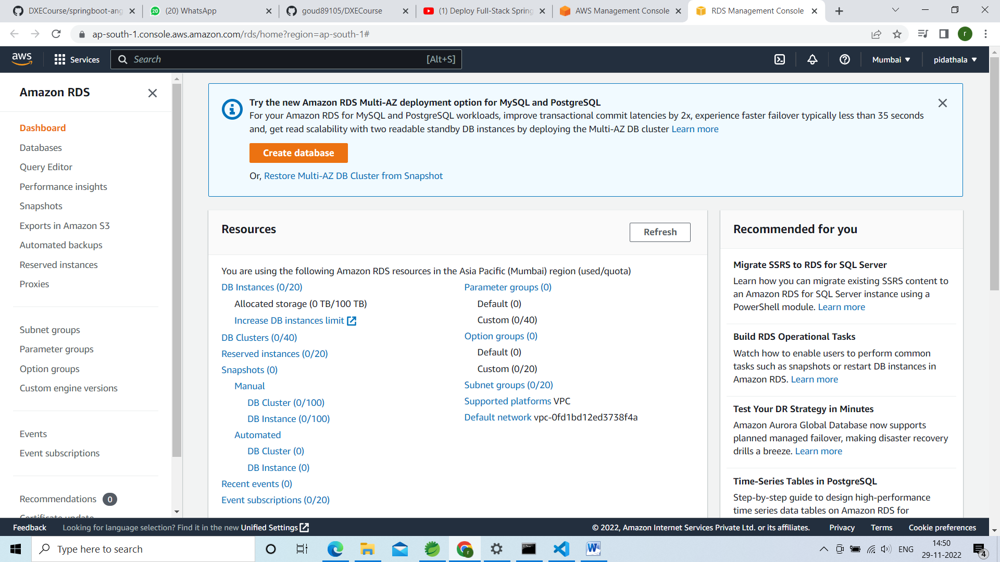 DXECourse/springboot-ang
(20) WhatsApp
goud89105/DXECourse
(1) Deploy Full-Stack Spring
AWS Management Console
RDS Management Console
ap-south-1.console.aws.amazon.com/rds/home?region=ap-south-1#
r
aws
Services
Search
[Alt+S]
Mumbai
pidathala
Amazon RDS
Dashboard
Databases
Query Editor
Performance insights
Snapshots
Exports in Amazon S3
Automated backups
Reserved instances
Proxies
Subnet groups
Parameter groups
Option groups
Custom engine versions
Events
Event subscriptions
Recommendations 0
Certificate update
Try the new Amazon RDS Multi-AZ deployment option for MySQL and PostgreSQL
For your Amazon RDS for MySQL and PostgreSQL workloads, improve transactional commit latencies by 2x, experience faster failover typically less than 35 seconds
and, get read scalability with two readable standby DB instances by deploying the Multi-AZ DB cluster Learn more
Create database
Or, Restore Multi-AZ DB Cluster from Snapshot
Resources
Refresh
You are using the following Amazon RDS resources in the Asia Pacific (Mumbai) region (used/quota)
DB Instances (0/20)
Allocated storage (0 TB/100 TB)
Increase DB instances limit
DB Clusters (0/40)
Reserved instances (0/20)
Snapshots (0)
Manual
DB Cluster (0/100)
DB Instance (0/100)
Automated
DB Cluster (0)
DB Instance (0)
Recent events (0)
Event subscriptions (0/20)
Parameter groups (0)
Default (0)
Custom (0/40)
Option groups (0)
Default (0)
Custom (0/20)
Subnet groups (0/20)
Supported platforms VPC
Default network vpc-0fd1bd12ed3738f4a
Recommended for you
Migrate SSRS to RDS for SQL Server
Learn how you can migrate existing SSRS content to
an Amazon RDS for SQL Server instance using a
PowerShell module. Learn more
Build RDS Operational Tasks
Watch how to enable users to perform common
tasks such as snapshots or restart DB instances in
Amazon RDS. Learn more
Test Your DR Strategy in Minutes
Amazon Aurora Global Database now supports
planned managed failover, making disaster recovery
drills a breeze. Learn more
Time-Series Tables in PostgreSQL
Step-by-step guide to design high-performance
time series data tables on Amazon RDS for
Feedback
Looking for language selection? Find it in the new Unified Settings
© 2022, Amazon Internet Services Private Ltd. or its affiliates.
Privacy
Terms
Cookie preferences
Type here to search
ENG
14:50
29-11-2022
4